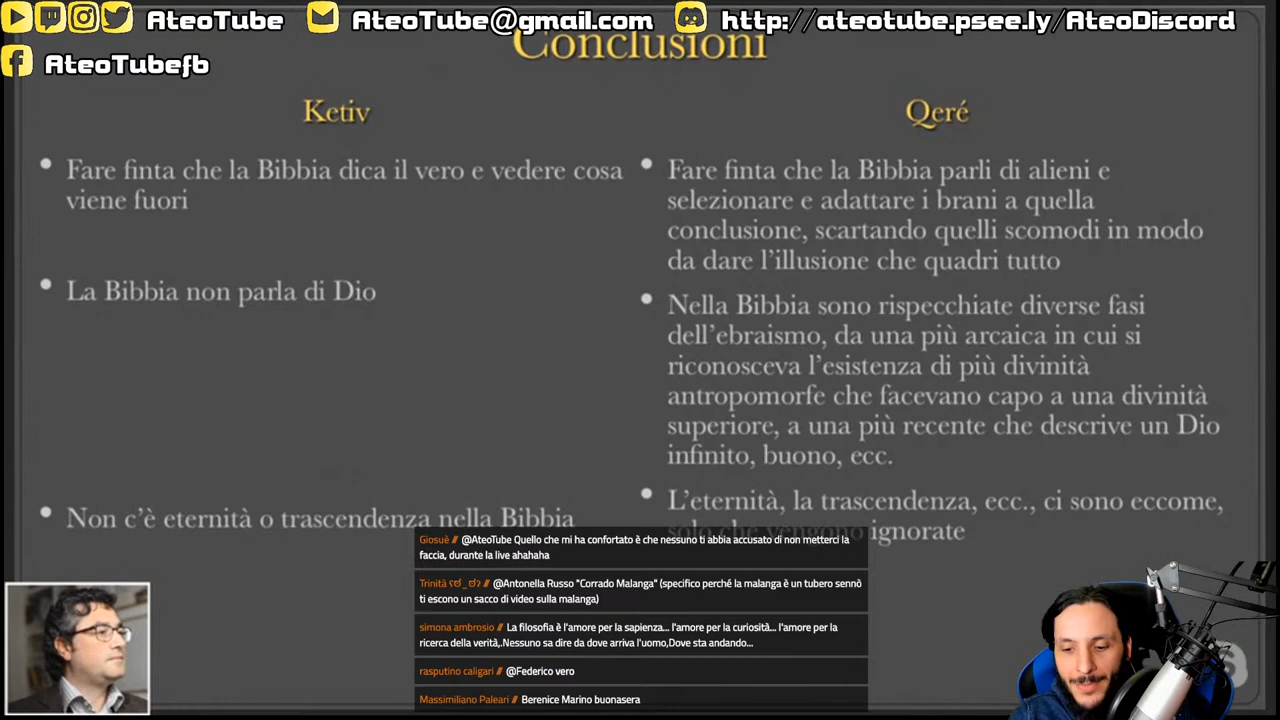 AteoTube
AteoTube@gmail.com
http://ateotube.psee.ly/AteoDiscord
AteoTubefb
Conclusioni
Ketiv
Fare finta che la Bibbia dica il vero e vedere cosa
viene fuori
La Bibbia non parla di Dio
Non c'è eternità o trascendenza nella Bibbia
Qeré
Fare finta che la Bibbia parli di alieni e
selezionare e adattare i brani a quella
conclusione, scartando quelli scomodi in modo
da dare l'illusione che quadri tutto
Nella Bibbia sono rispecchiate diverse fasi
dell'ebraismo, da una più arcaica in cui si
riconosceva l'esistenza di più divinità
antropomorfe che facevano capo a una divinità
superiore, a una più recente che descrive un Dio
infinito, buono, ecc.
L'eternità, la trascendenza, ecc., ci sono eccome,
solo che vengono ignorate
Giosuè // @AteoTube Quello che mi ha confortato è che nessuno ti abbia accusato di non metterci la
faccia, durante la live ahahaha
Trinità // @Antonella Russo "Corrado Malanga" (specifico perché la malanga è un tubero sennò
ti escono un sacco di video sulla malanga)
simona ambrosio // La filosofia è l'amore per la sapienza... l'amore per la curiosità... l'amore per la
ricerca della verità,.Nessuno sa dire da dove arriva l'uomo,Dove sta andando...
rasputino caligari // @Federico vero
Massimiliano Paleari // Berenice Marino buonasera